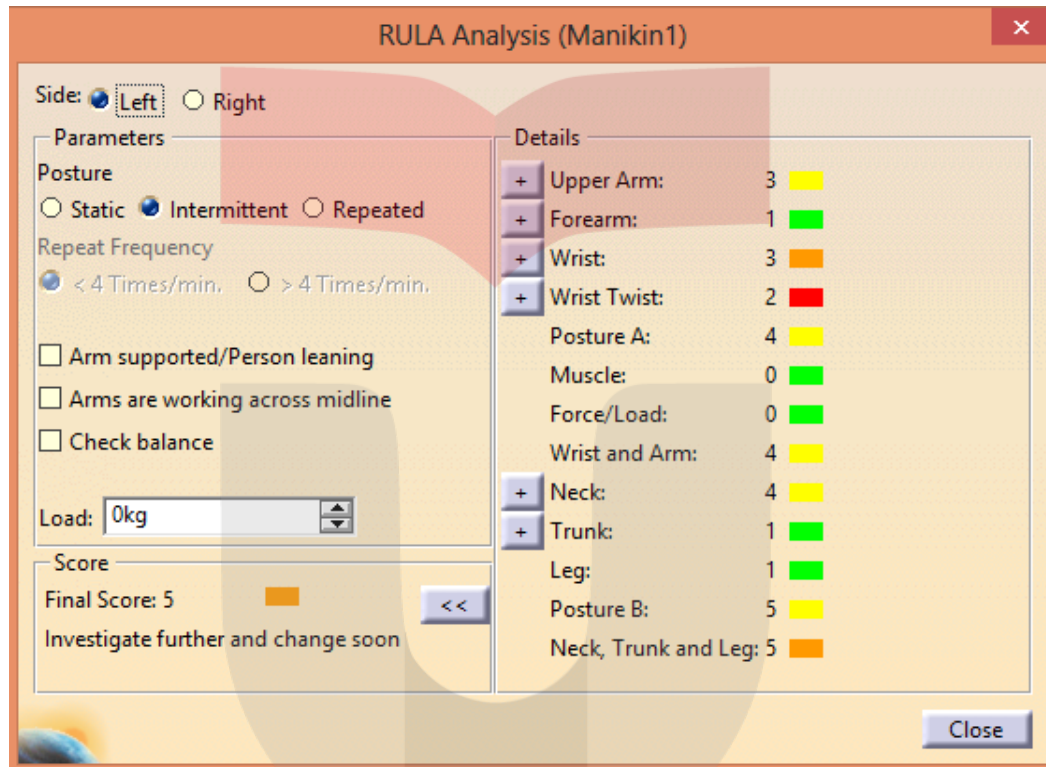 RULA Analysis (Manikin1)
Side: Left Right
Parameters
Posture
Static Intermittent Repeated
Repeat Frequency
< 4 Times/min. > 4 Times/min.
Arm supported/Person leaning
Arms are working across midline
Check balance
Load: 0kg
Score
Final Score: 5
<<
Investigate further and change soon
Details
+ Upper Arm: 3
+ Forearm: 1
+ Wrist: 3
+ Wrist Twist: 2
Posture A: 4
Muscle: 0
Force/Load: 0
Wrist and Arm: 4
+ Neck: 4
+ Trunk: 1
Leg: 1
Posture B: 5
Neck, Trunk and Leg: 5
Close